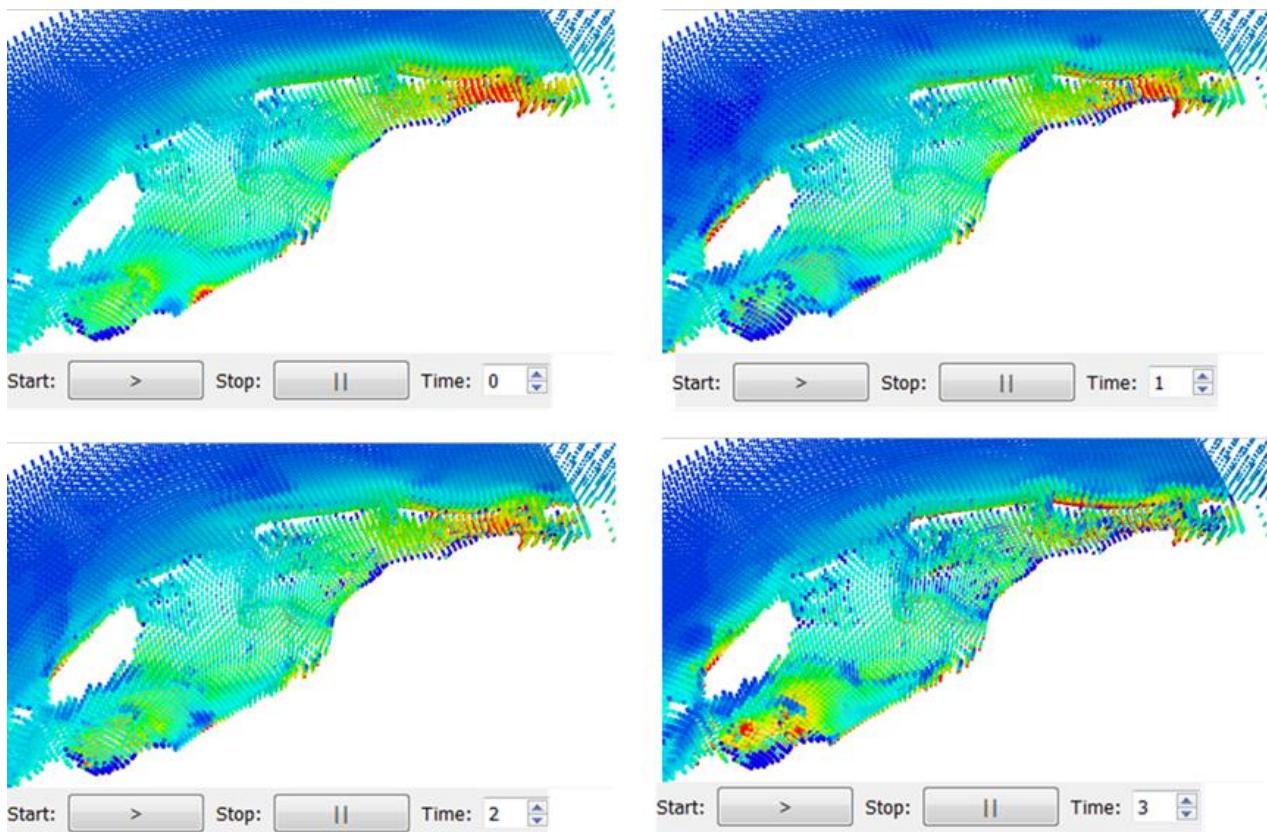 Start: > Stop: || Time: 0
Start: > Stop: || Time: 1
Start: > Stop: || Time: 2
Start: > Stop: || Time: 3